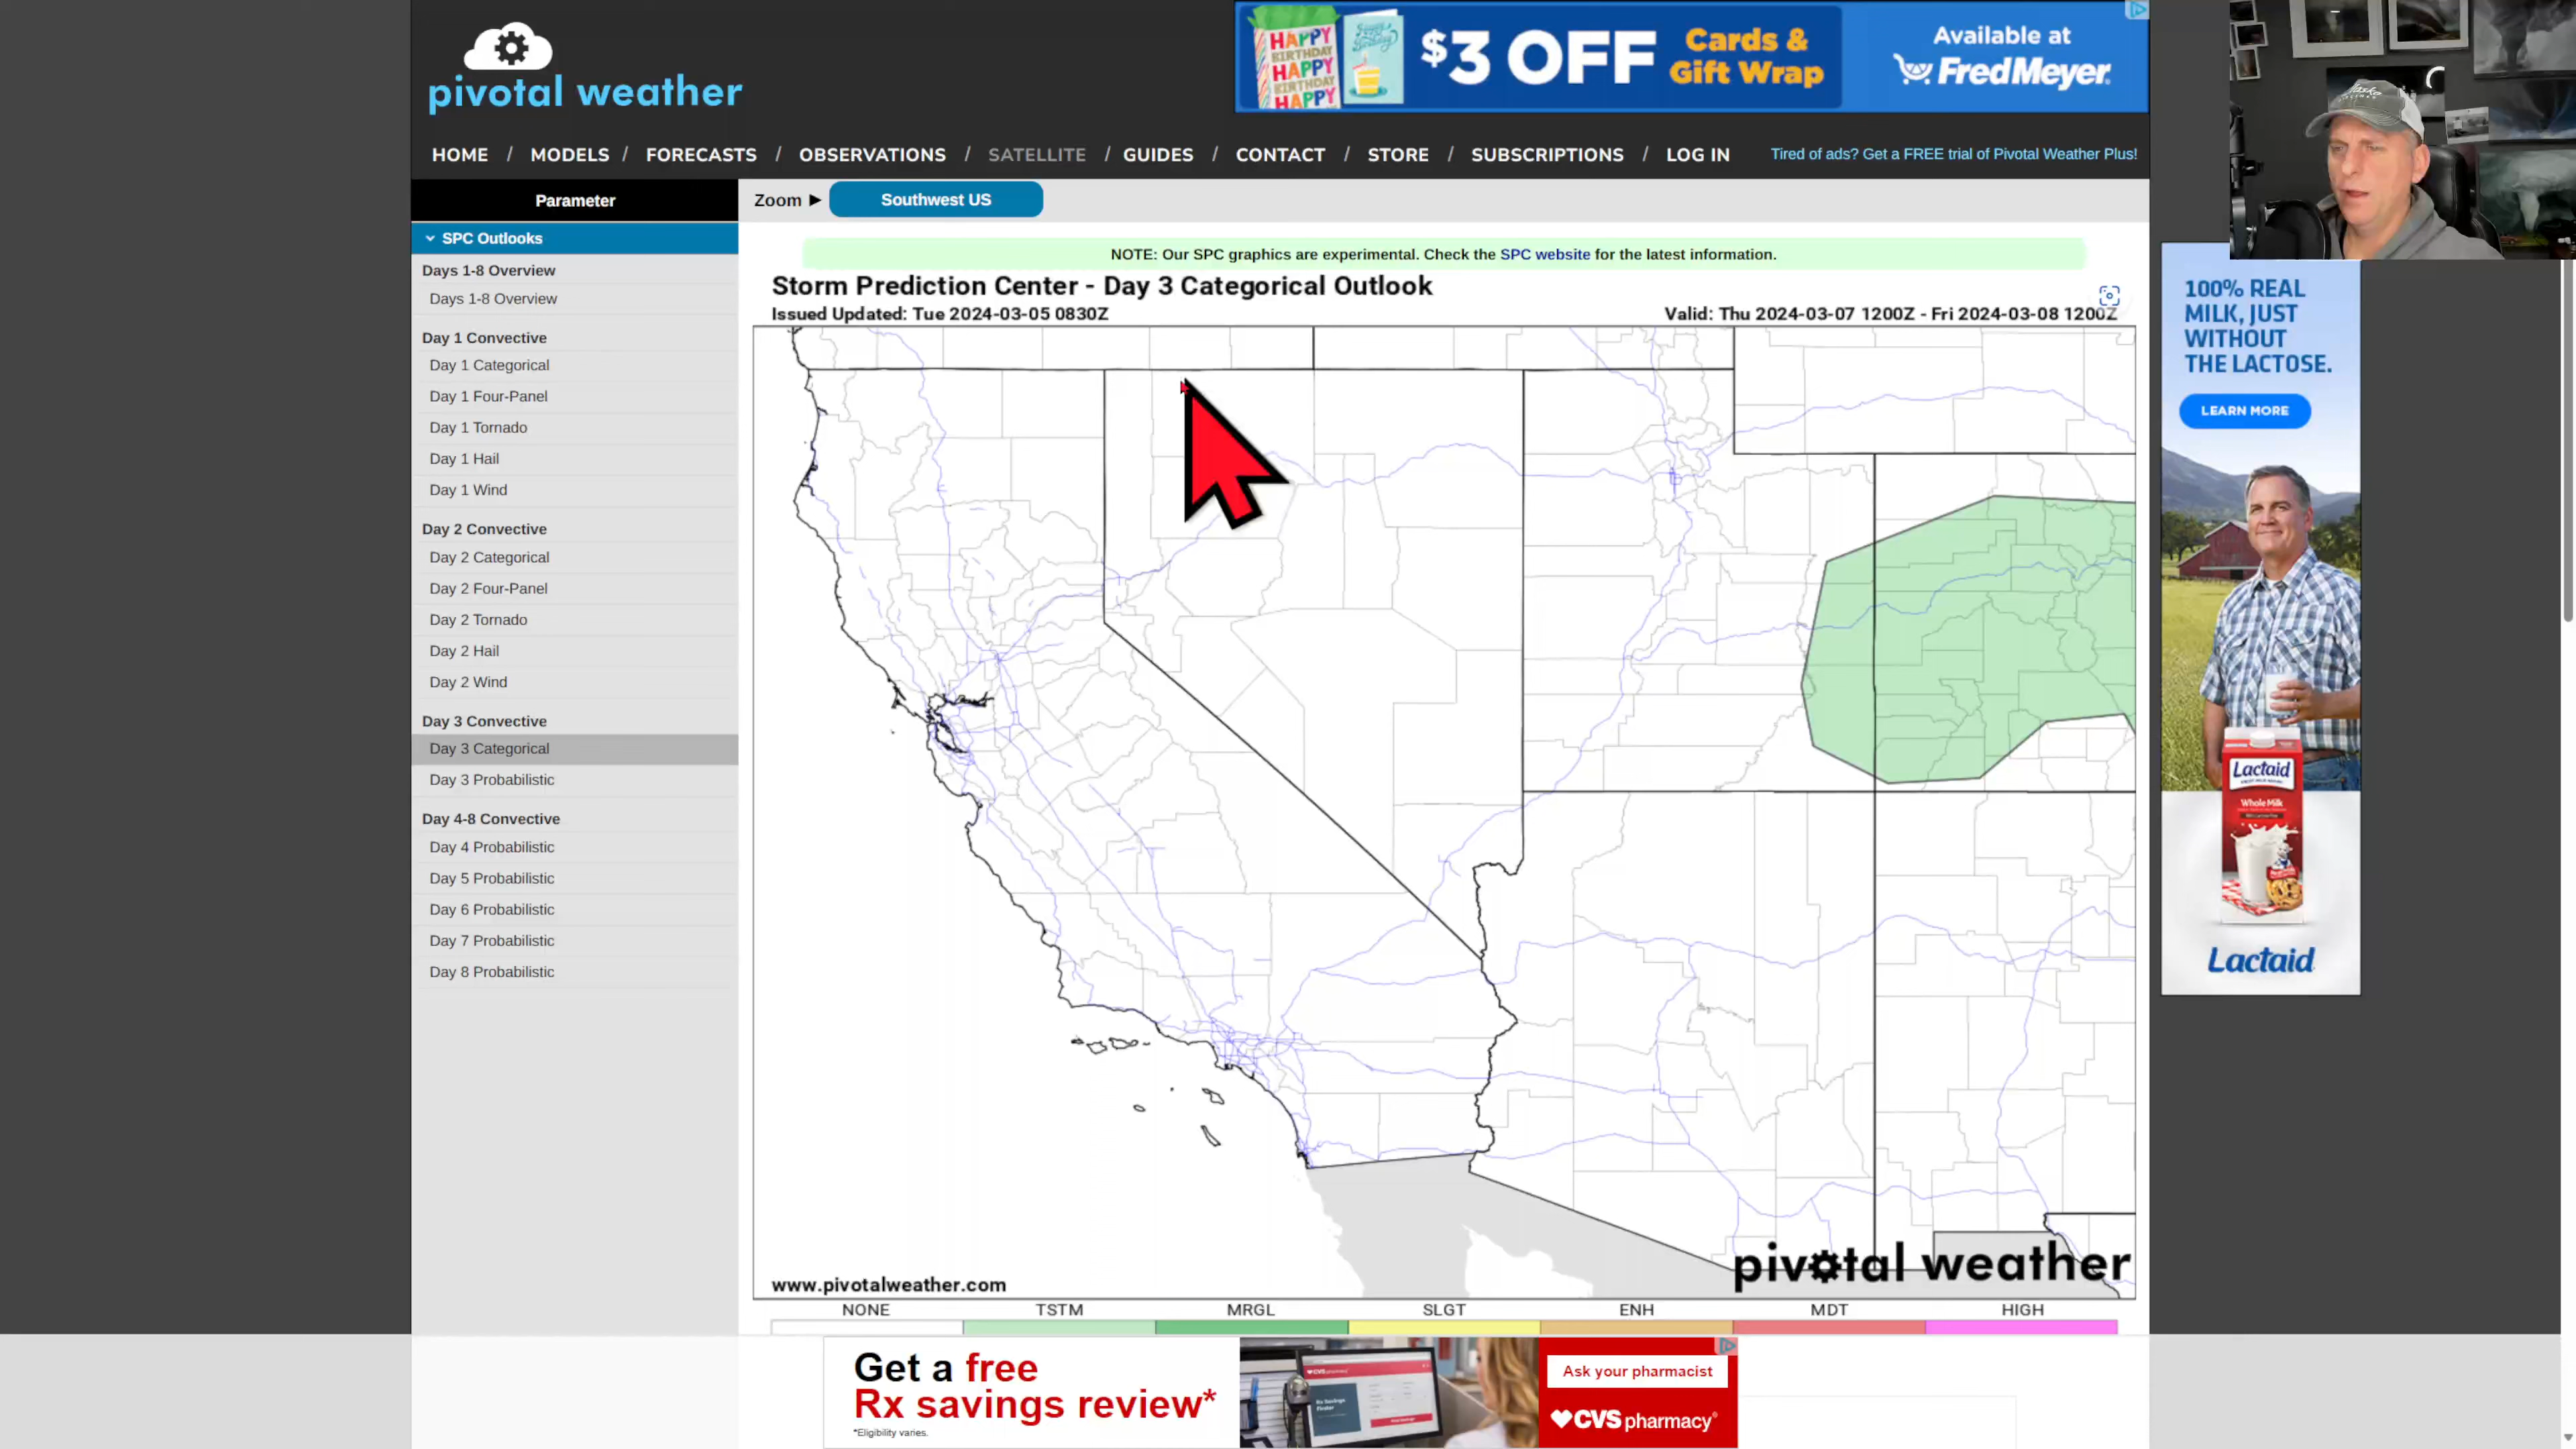 pivotal weather
HAPPY
BIRTHDAY
HAPPY
BIRTHDAY
HAPPY
BIRTHDAY
HAPPY
$3 OFF
Cards &
Gift Wrap
Available at
Fred Meyer
HOME / MODELS / FORECASTS / OBSERVATIONS / SATELLITE / GUIDES / CONTACT / STORE / SUBSCRIPTIONS / LOG IN
Tired of ads? Get a FREE trial of Pivotal Weather Plus!
Parameter
Zoom ▶ Southwest US
SPC Outlooks
Days 1-8 Overview
Days 1-8 Overview
Day 1 Convective
Day 1 Categorical
Day 1 Four-Panel
Day 1 Tornado
Day 1 Hail
Day 1 Wind
Day 2 Convective
Day 2 Categorical
Day 2 Four-Panel
Day 2 Tornado
Day 2 Hail
Day 2 Wind
Day 3 Convective
Day 3 Categorical
Day 3 Probabilistic
Day 4-8 Convective
Day 4 Probabilistic
Day 5 Probabilistic
Day 6 Probabilistic
Day 7 Probabilistic
Day 8 Probabilistic
NOTE: Our SPC graphics are experimental. Check the SPC website for the latest information.
Storm Prediction Center - Day 3 Categorical Outlook
Issued Updated: Tue 2024-03-05 0830Z
Valid: Thu 2024-03-07 1200Z - Fri 2024-03-08 1200Z
www.pivotalweather.com
pivotal weather
NONE TSTM MRGL SLGT ENH MDT HIGH
100% REAL
MILK, JUST
WITHOUT
THE LACTOSE.
LEARN MORE
Lactaid
Whole Milk
Lactaid
Get a free
Rx savings review*
*Eligibility varies.
Ask your pharmacist
CVS pharmacy